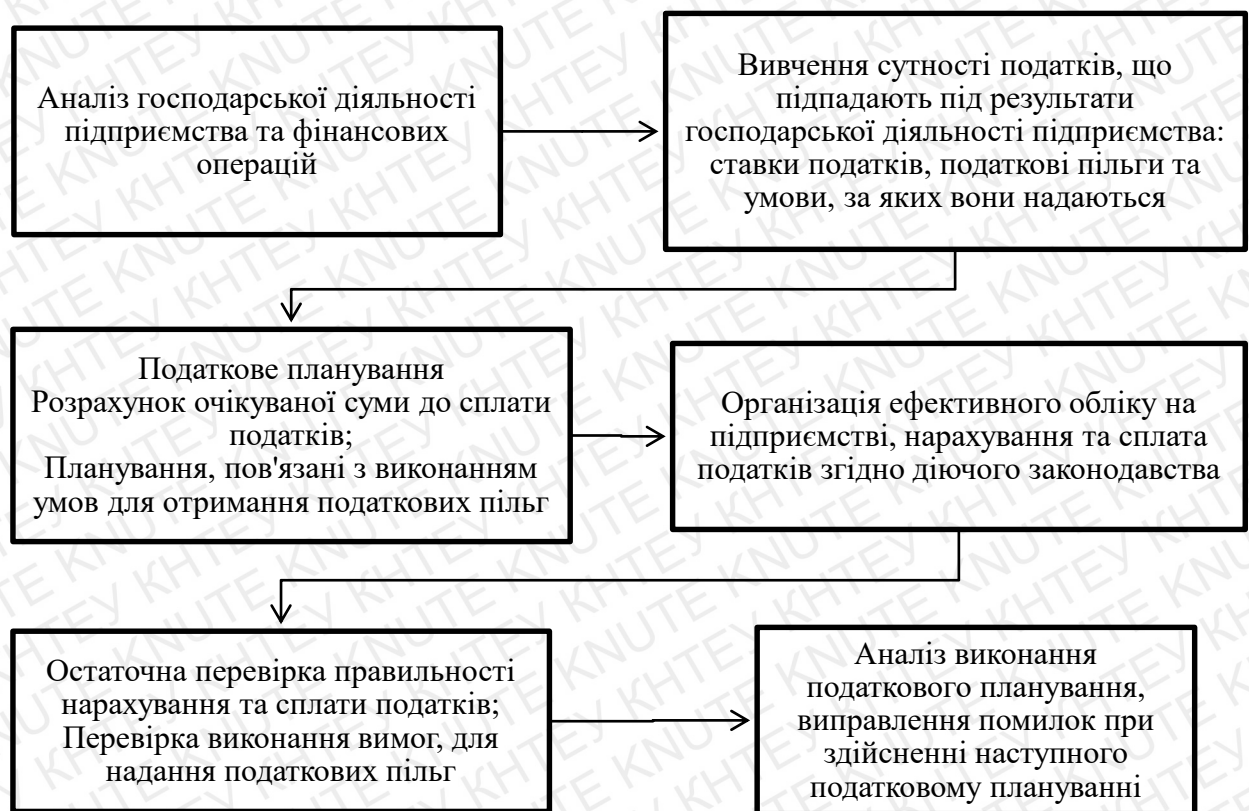 Аналіз господарської діяльності
підприємства та фінансових
операцій
Вивчення сутності податків, що
підпадають під результати
господарської діяльності підприємства:
ставки податків, податкові пільги та
умови, за яких вони надаються
Податкове планування
Розрахунок очікуваної суми до сплати
податків;
Планування, пов'язані з виконанням
умов для отримання податкових пільг
Організація ефективного обліку на
підприємстві, нарахування та сплата
податків згідно діючого законодавства
Остаточна перевірка правильності
нарахування та сплати податків;
Перевірка виконання вимог, для
надання податкових пільг
Аналіз виконання
податкового планування,
виправлення помилок при
здійсненні наступного
податковому плануванні